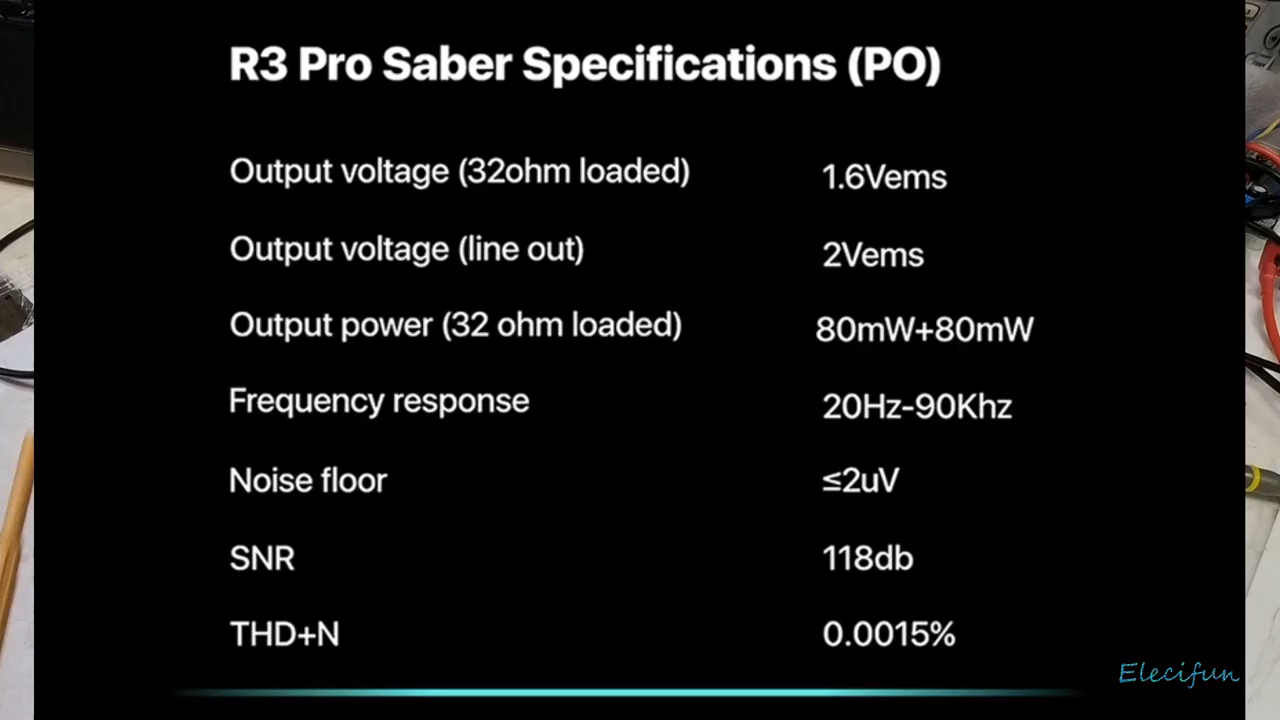 R3 Pro Saber Specifications (PO)
Output voltage (32ohm loaded) 1.6Vems
Output voltage (line out) 2Vems
Output power (32 ohm loaded) 80mW+80mW
Frequency response 20Hz-90Khz
Noise floor ≤2uV
SNR 118db
THD+N 0.0015%
Elecifun